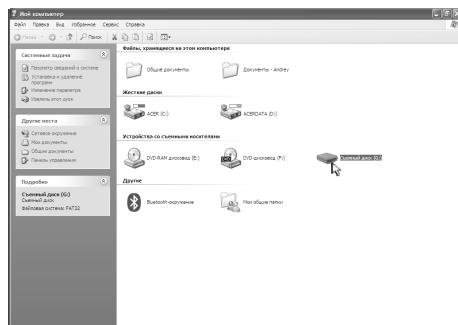 Мой компьютер
Файл Правка Вид Избранное Сервис Справка
Назад Поиск
Файлы, хранящиеся на этом компьютере
Системные задачи
Просмотр сведений о системе
Установка и удаление программ
Изменение параметра
Извлечь этот диск
Общие документы
Документы - Andrey
Жесткие диски
ACER (C:)
ACERDATA (D:)
Другие места
Сетевое окружение
Мои документы
Общие документы
Панель управления
Устройства со съемными носителями
DVD-RAM дисковод (E:)
DVD-дисковод (F:)
Съемный диск (G:)
Подробно
Съемный диск (G:)
Съемный диск
Файловая система: FAT32
Другие
Bluetooth-окружение
Мои общие папки